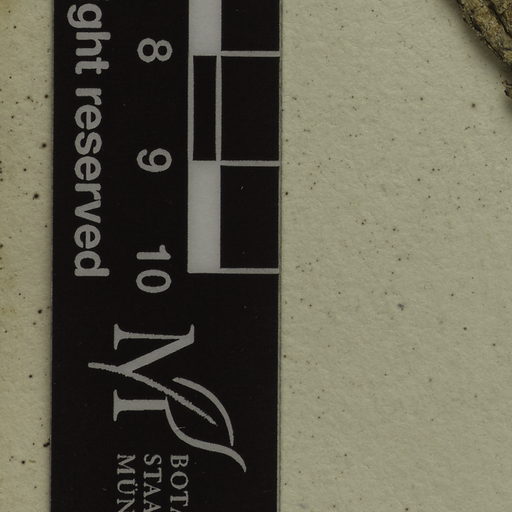 ght reserved
8
9
10
M
BOTA
STAA
MÜN